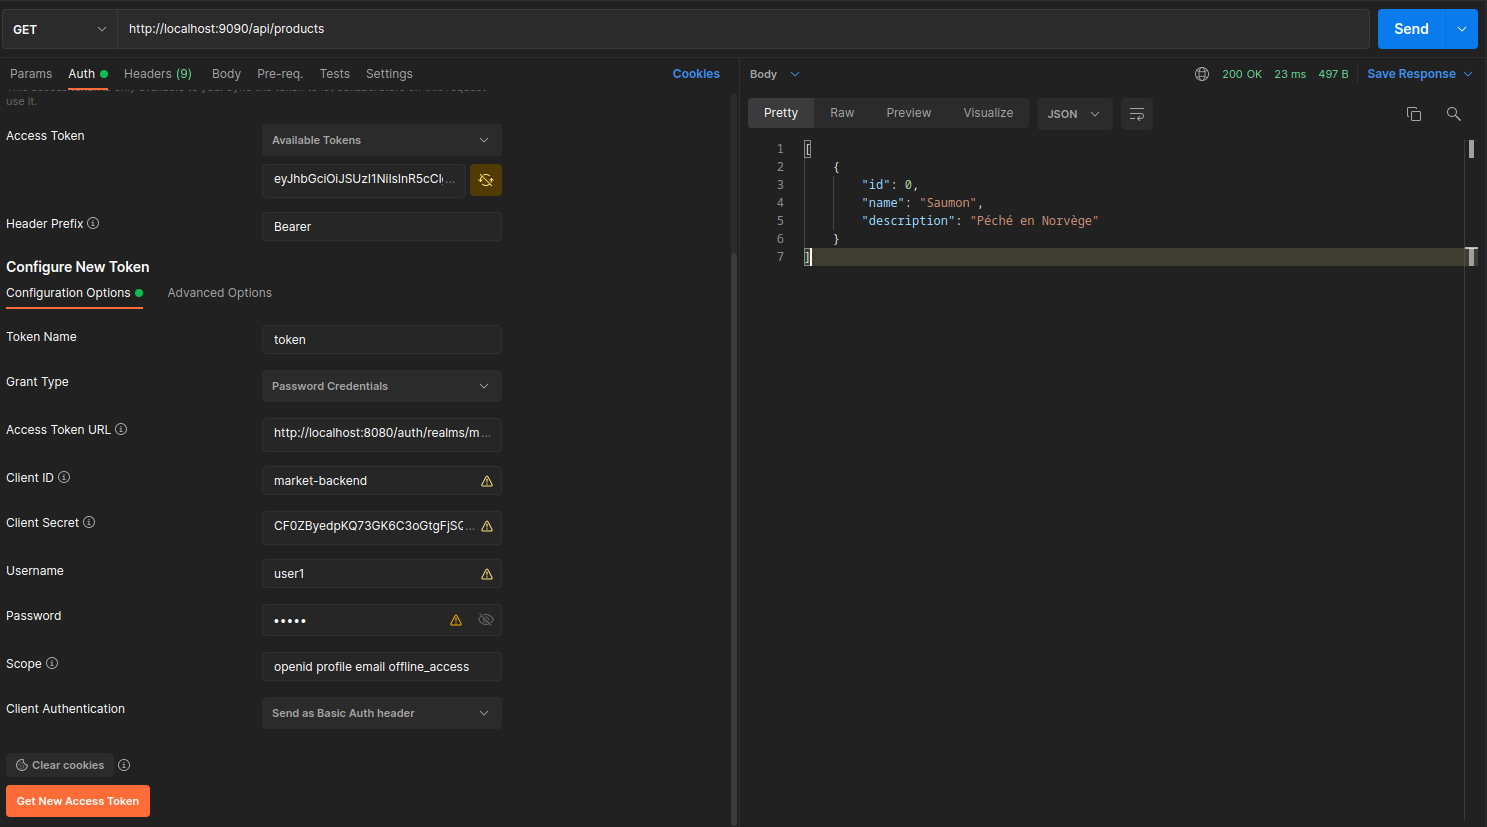 GET
http://localhost:9090/api/products
Send
Params Auth Headers (9) Body Pre-req. Tests Settings
Cookies
use it.
Access Token
Available Tokens
eyJhbGciOiJSUzI1NiIsInR5cCI...
Header Prefix
Bearer
Configure New Token
Configuration Options
Advanced Options
Token Name
token
Grant Type
Password Credentials
Access Token URL
http://localhost:8080/auth/realms/m...
Client ID
market-backend
Client Secret
CF0ZByedpKQ73GK6C3oGtgFjSC...
Username
user1
Password
•••••
Scope
openid profile email offline_access
Client Authentication
Send as Basic Auth header
Clear cookies
Get New Access Token
Body
200 OK 23 ms 497 B
Save Response
Pretty Raw Preview Visualize
JSON
1 [
2 {
3 "id": 0,
4 "name": "Saumon",
5 "description": "Péché en Norvège"
6 }
7 ]